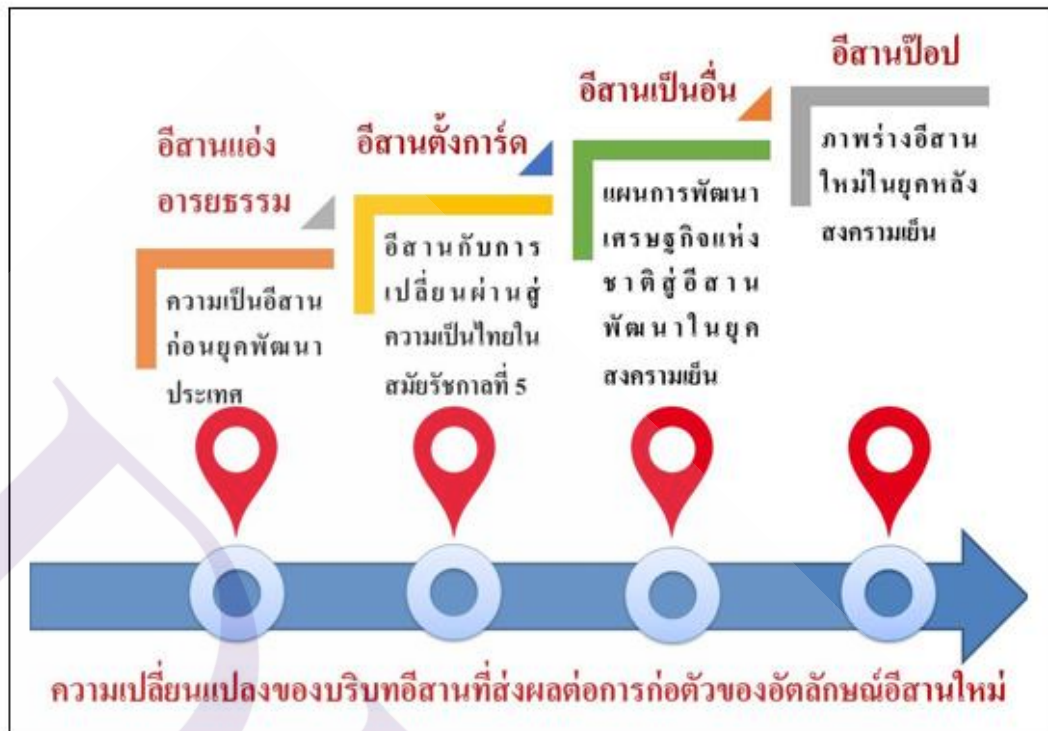 อีสานแอ่ง
อารยธรรม
ความเป็นอีสาน
ก่อนยุคพัฒนา
ประเทศ
อีสานตั้งการ์ด
อีสานกับการ
เปลี่ยนผ่านสู่
ความเป็นไทยใน
สมัยรัชกาลที่ 5
อีสานเป็นอื่น
แผนการพัฒนา
เศรษฐกิจแห่ง
ชาติสู่อีสาน
พัฒนาในยุค
สงครามเย็น
อีสานป๊อป
ภาพร่างอีสาน
ใหม่ในยุคหลัง
สงครามเย็น
ความเปลี่ยนแปลงของบริบทอีสานที่ส่งผลต่อการก่อตัวของอัตลักษณ์อีสานใหม่